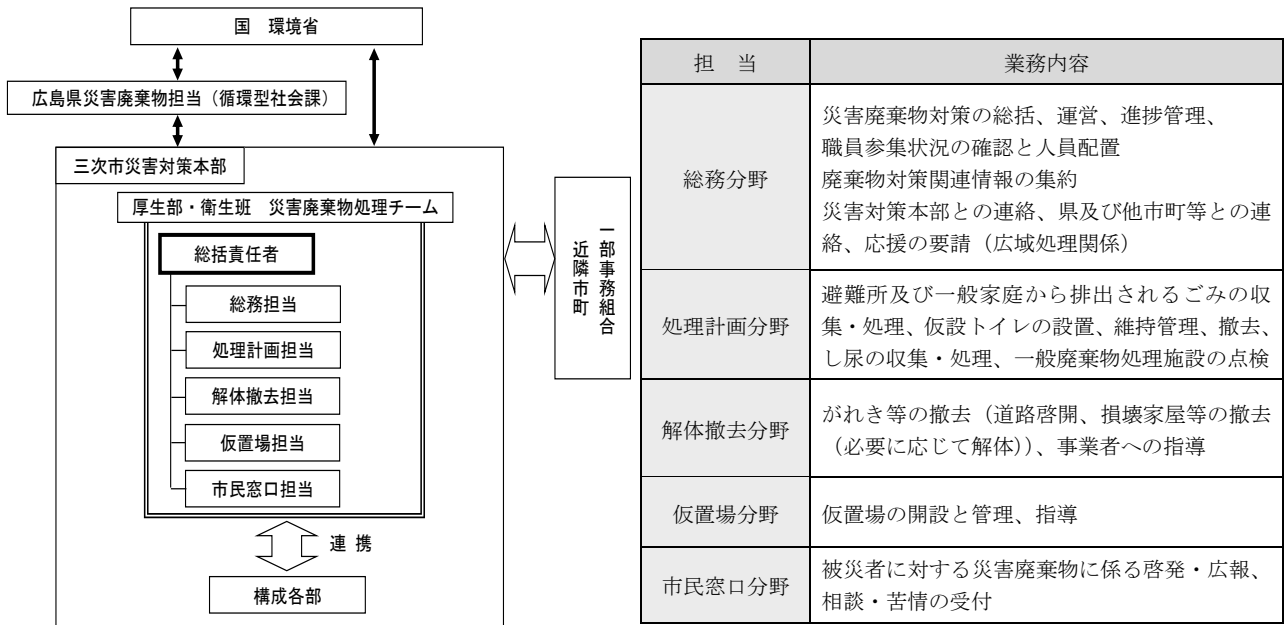 国　環境省
広島県災害廃棄物担当（循環型社会課）
三次市災害対策本部
厚生部・衛生班　災害廃棄物処理チーム
総括責任者
総務担当
処理計画担当
解体撤去担当
仮置場担当
市民窓口担当
連 携
構成各部
一部事務組合
近隣市町
担　当
業務内容
総務分野
災害廃棄物対策の総括、運営、進捗管理、
職員参集状況の確認と人員配置
廃棄物対策関連情報の集約
災害対策本部との連絡、県及び他市町等との連
絡、応援の要請（広域処理関係）
処理計画分野
避難所及び一般家庭から排出されるごみの収
集・処理、仮設トイレの設置、維持管理、撤去、
し尿の収集・処理、一般廃棄物処理施設の点検
解体撤去分野
がれき等の撤去（道路啓開、損壊家屋等の撤去
（必要に応じて解体））、事業者への指導
仮置場分野
仮置場の開設と管理、指導
市民窓口分野
被災者に対する災害廃棄物に係る啓発・広報、
相談・苦情の受付